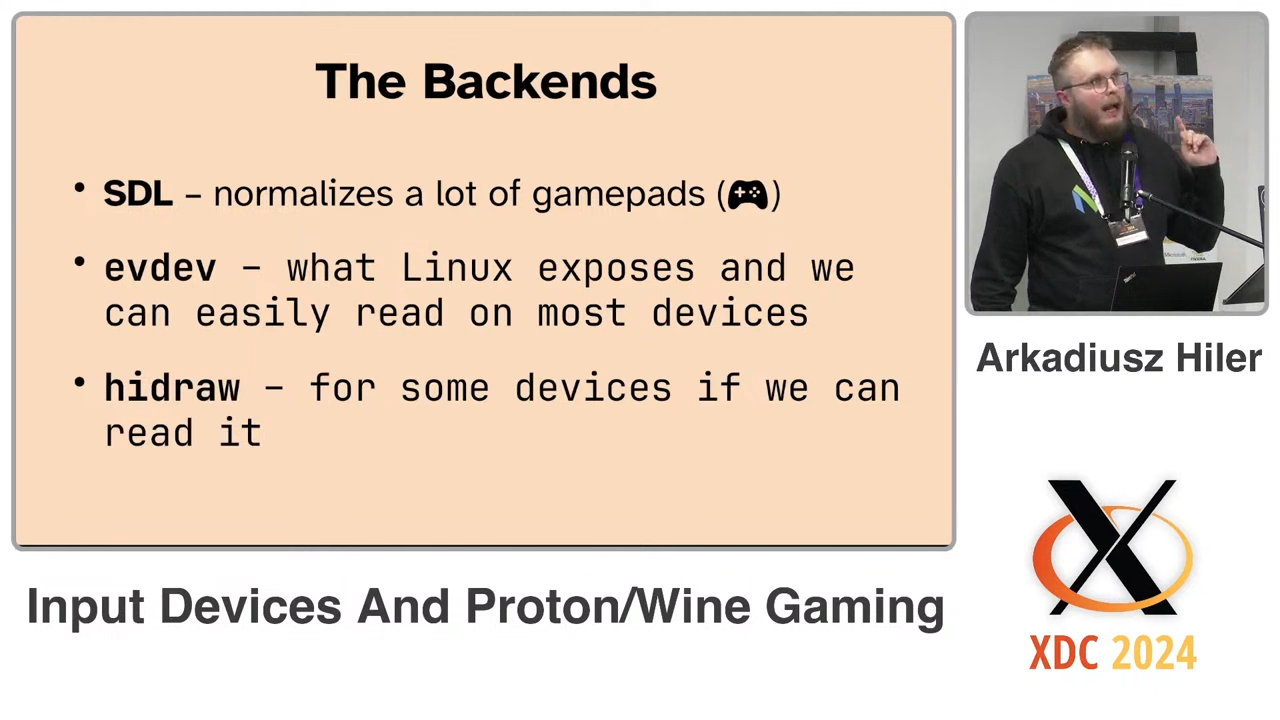 The Backends
• SDL – normalizes a lot of gamepads (🎮)
• evdev – what Linux exposes and we
can easily read on most devices
• hidraw – for some devices if we can
read it
Arkadiusz Hiler
Input Devices And Proton/Wine Gaming
X
XDC 2024